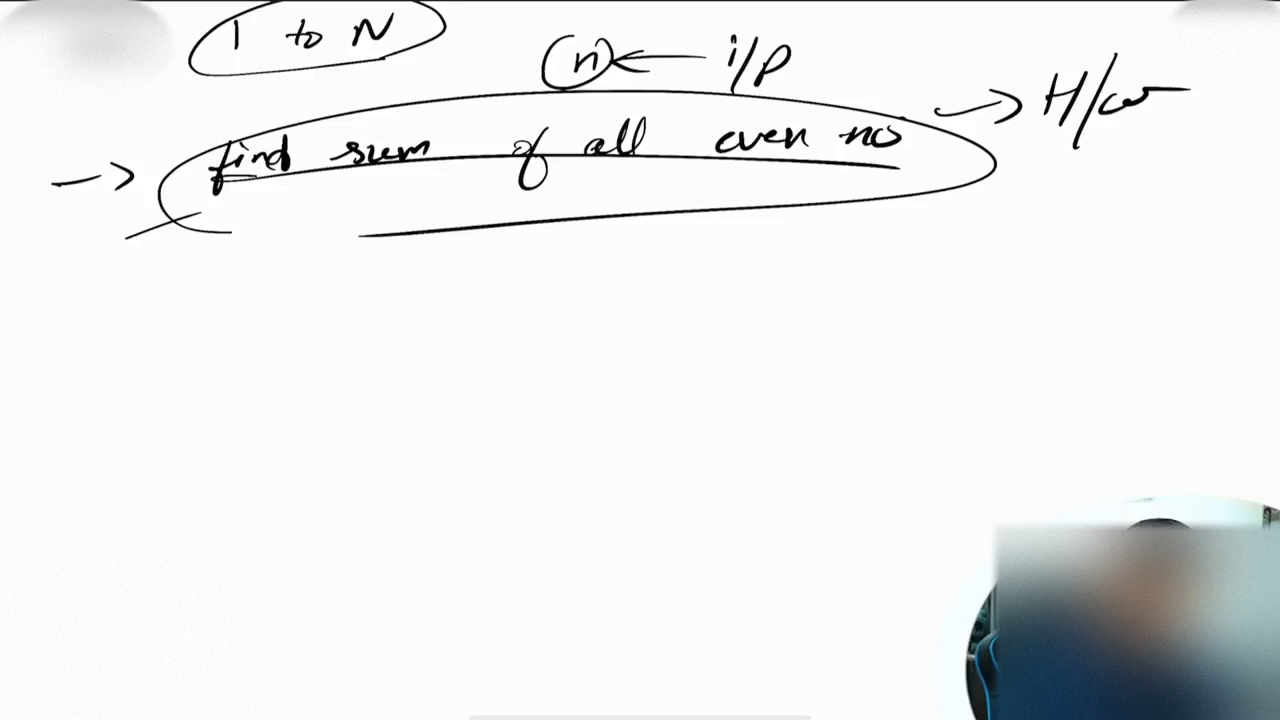 1 to N
n ← i/p
→ find sum of all even no → H/w